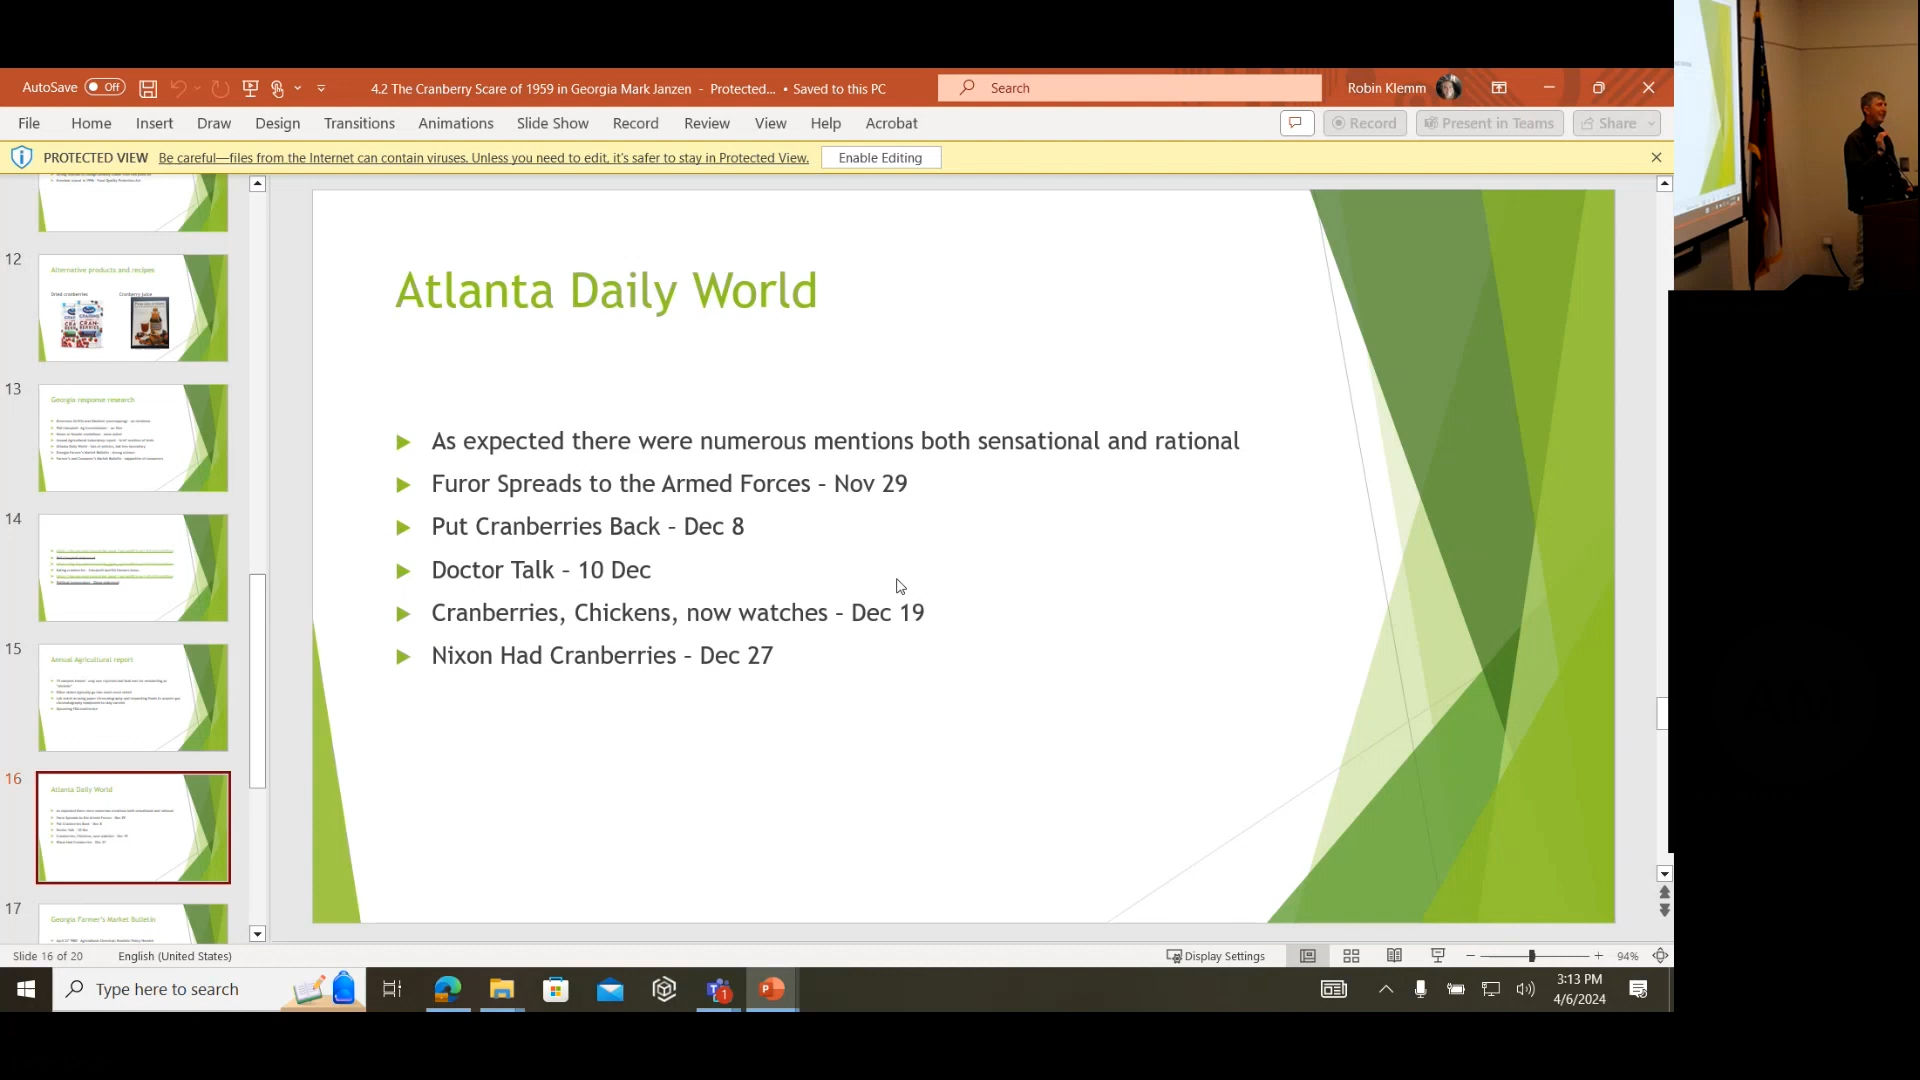 AutoSave Off
4.2 The Cranberry Scare of 1959 in Georgia Mark Janzen - Protected... • Saved to this PC
Search
Robin Klemm
File Home Insert Draw Design Transitions Animations Slide Show Record Review View Help Acrobat
Record
Present in Teams
Share
PROTECTED VIEW Be careful—files from the Internet can contain viruses. Unless you need to edit, it's safer to stay in Protected View. Enable Editing
12
Alternative products and recipes
Dried cranberries
Cranberry juice
13
Georgia response research
14
15
Annual Agricultural report
16
Atlanta Daily World
17
Georgia Farmer's Market Bulletin
Atlanta Daily World
As expected there were numerous mentions both sensational and rational
Furor Spreads to the Armed Forces – Nov 29
Put Cranberries Back – Dec 8
Doctor Talk – 10 Dec
Cranberries, Chickens, now watches – Dec 19
Nixon Had Cranberries – Dec 27
Slide 16 of 20
English (United States)
Display Settings
94%
Type here to search
3:13 PM
4/6/2024